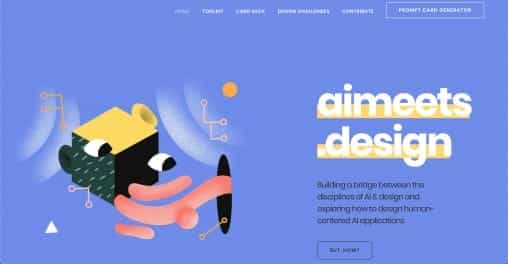 HOME TOOLKIT CARD DECK DESIGN CHALLENGES CONTRIBUTE PROMPT CARD GENERATOR
aimeets
.design
Building a bridge between the
disciplines of AI & design and
exploring how to design human-
centered AI applications
BUT HOW?